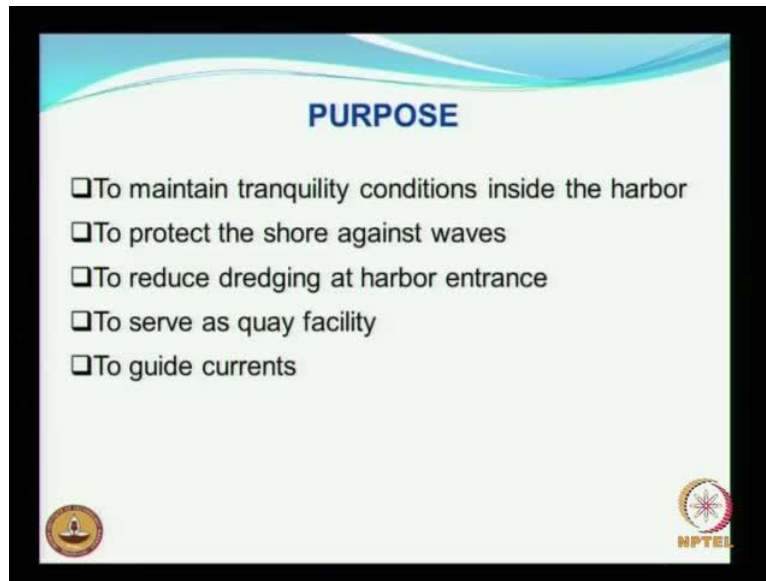 PURPOSE
❑To maintain tranquility conditions inside the harbor
❑To protect the shore against waves
❑To reduce dredging at harbor entrance
❑To serve as quay facility
❑To guide currents
NPTEL